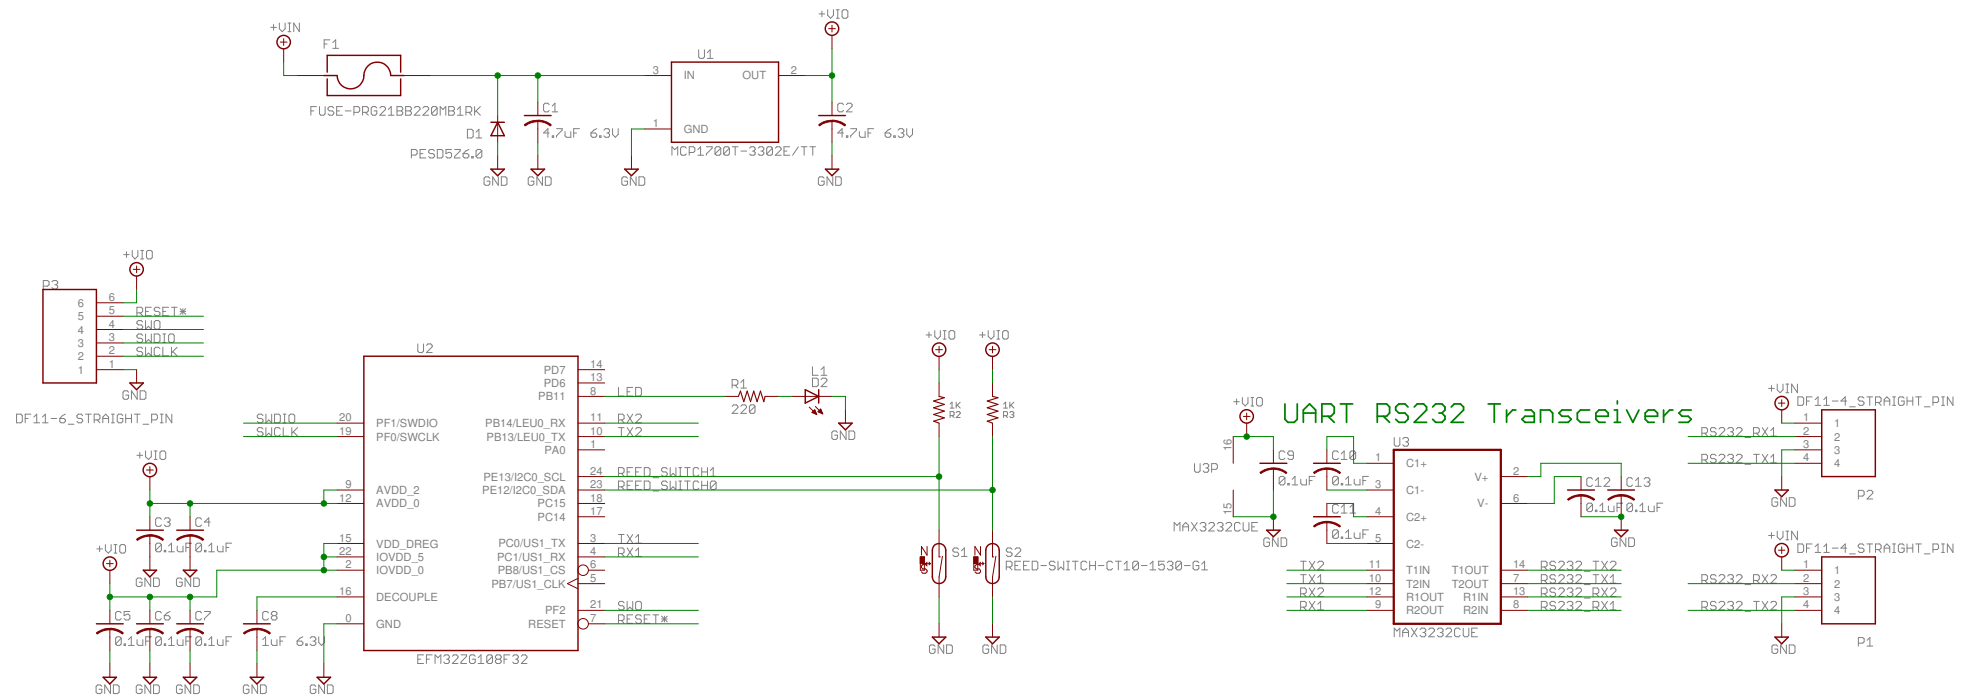 +VIN
F1
FUSE-PRG21BB220MB1RK
D1
PESD5Z6.0
GND
C1
4.7uF 6.3V
GND
U1
3 IN OUT 2
1 GND
MCP1700T-3302E/TT
GND
+VIO
C2
4.7uF 6.3V
GND
+VIO
P3
6 6
5 5 RESET*
4 4 SWO
3 3 SWDIO
2 2 SWCLK
1 1
GND
DF11-6_STRAIGHT_PIN
U2
SWDIO 20 PF1/SWDIO
SWCLK 19 PF0/SWCLK
+VIO
9 AVDD_2
12 AVDD_0
C3
0.1uF
GND
C4
0.1uF
GND
15 VDD_DREG
22 IOVDD_5
2 IOVDD_0
+VIO
16 DECOUPLE
0 GND
C5
0.1uF
GND
C6
0.1uF
GND
C7
0.1uF
GND
C8
1uF 6.3V
GND
GND
PD7 14
PD6 13
PB11 8 LED
PB14/LEU0_RX 11 RX2
PB13/LEU0_TX 10 TX2
PA0 1
PE13/I2C0_SCL 24 REED_SWITCH1
PE12/I2C0_SDA 23 REED_SWITCH0
PC15 18
PC14 17
PC0/US1_TX 3 TX1
PC1/US1_RX 4 RX1
PB8/US1_CS 6
PB7/US1_CLK 5
PF2 21 SWO
RESET 7 RESET*
EFM32ZG108F32
R1
220
L1
D2
GND
+VIO
1K
R2
+VIO
1K
R3
N
S1
GND
N
S2
REED-SWITCH-CT10-1530-G1
GND
UART RS232 Transceivers
+VIO
16
U3P
15
MAX3232CUE
C9
0.1uF
GND
C10
0.1uF
C11
0.1uF
U3
1 C1+
3 C1-
4 C2+
5 C2-
V+ 2
V- 6
C12
0.1uF
C13
0.1uF
GND
TX2 11 T1IN T1OUT 14 RS232_TX2
TX1 10 T2IN T2OUT 7 RS232_TX1
RX2 12 R1OUT R1IN 13 RS232_RX2
RX1 9 R2OUT R2IN 8 RS232_RX1
MAX3232CUE
+VIN
DF11-4_STRAIGHT_PIN
1 1
RS232_RX1 2 2
3 3
RS232_TX1 4 4
GND
P2
+VIN
DF11-4_STRAIGHT_PIN
1 1
RS232_RX2 2 2
3 3
RS232_TX2 4 4
GND
P1